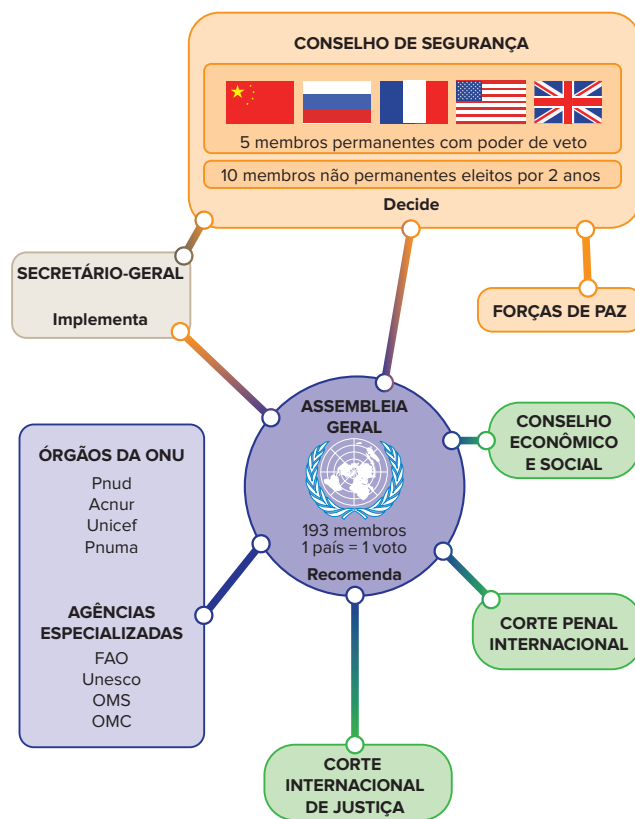 CONSELHO DE SEGURANÇA
5 membros permanentes com poder de veto
10 membros não permanentes eleitos por 2 anos
Decide
SECRETÁRIO-GERAL
Implementa
FORÇAS DE PAZ
ASSEMBLEIA
GERAL
193 membros
1 país = 1 voto
Recomenda
CONSELHO
ECONÔMICO
E SOCIAL
ÓRGÃOS DA ONU
Pnud
Acnur
Unicef
Pnuma
AGÊNCIAS
ESPECIALIZADAS
FAO
Unesco
OMS
OMC
CORTE PENAL
INTERNACIONAL
CORTE
INTERNACIONAL
DE JUSTIÇA